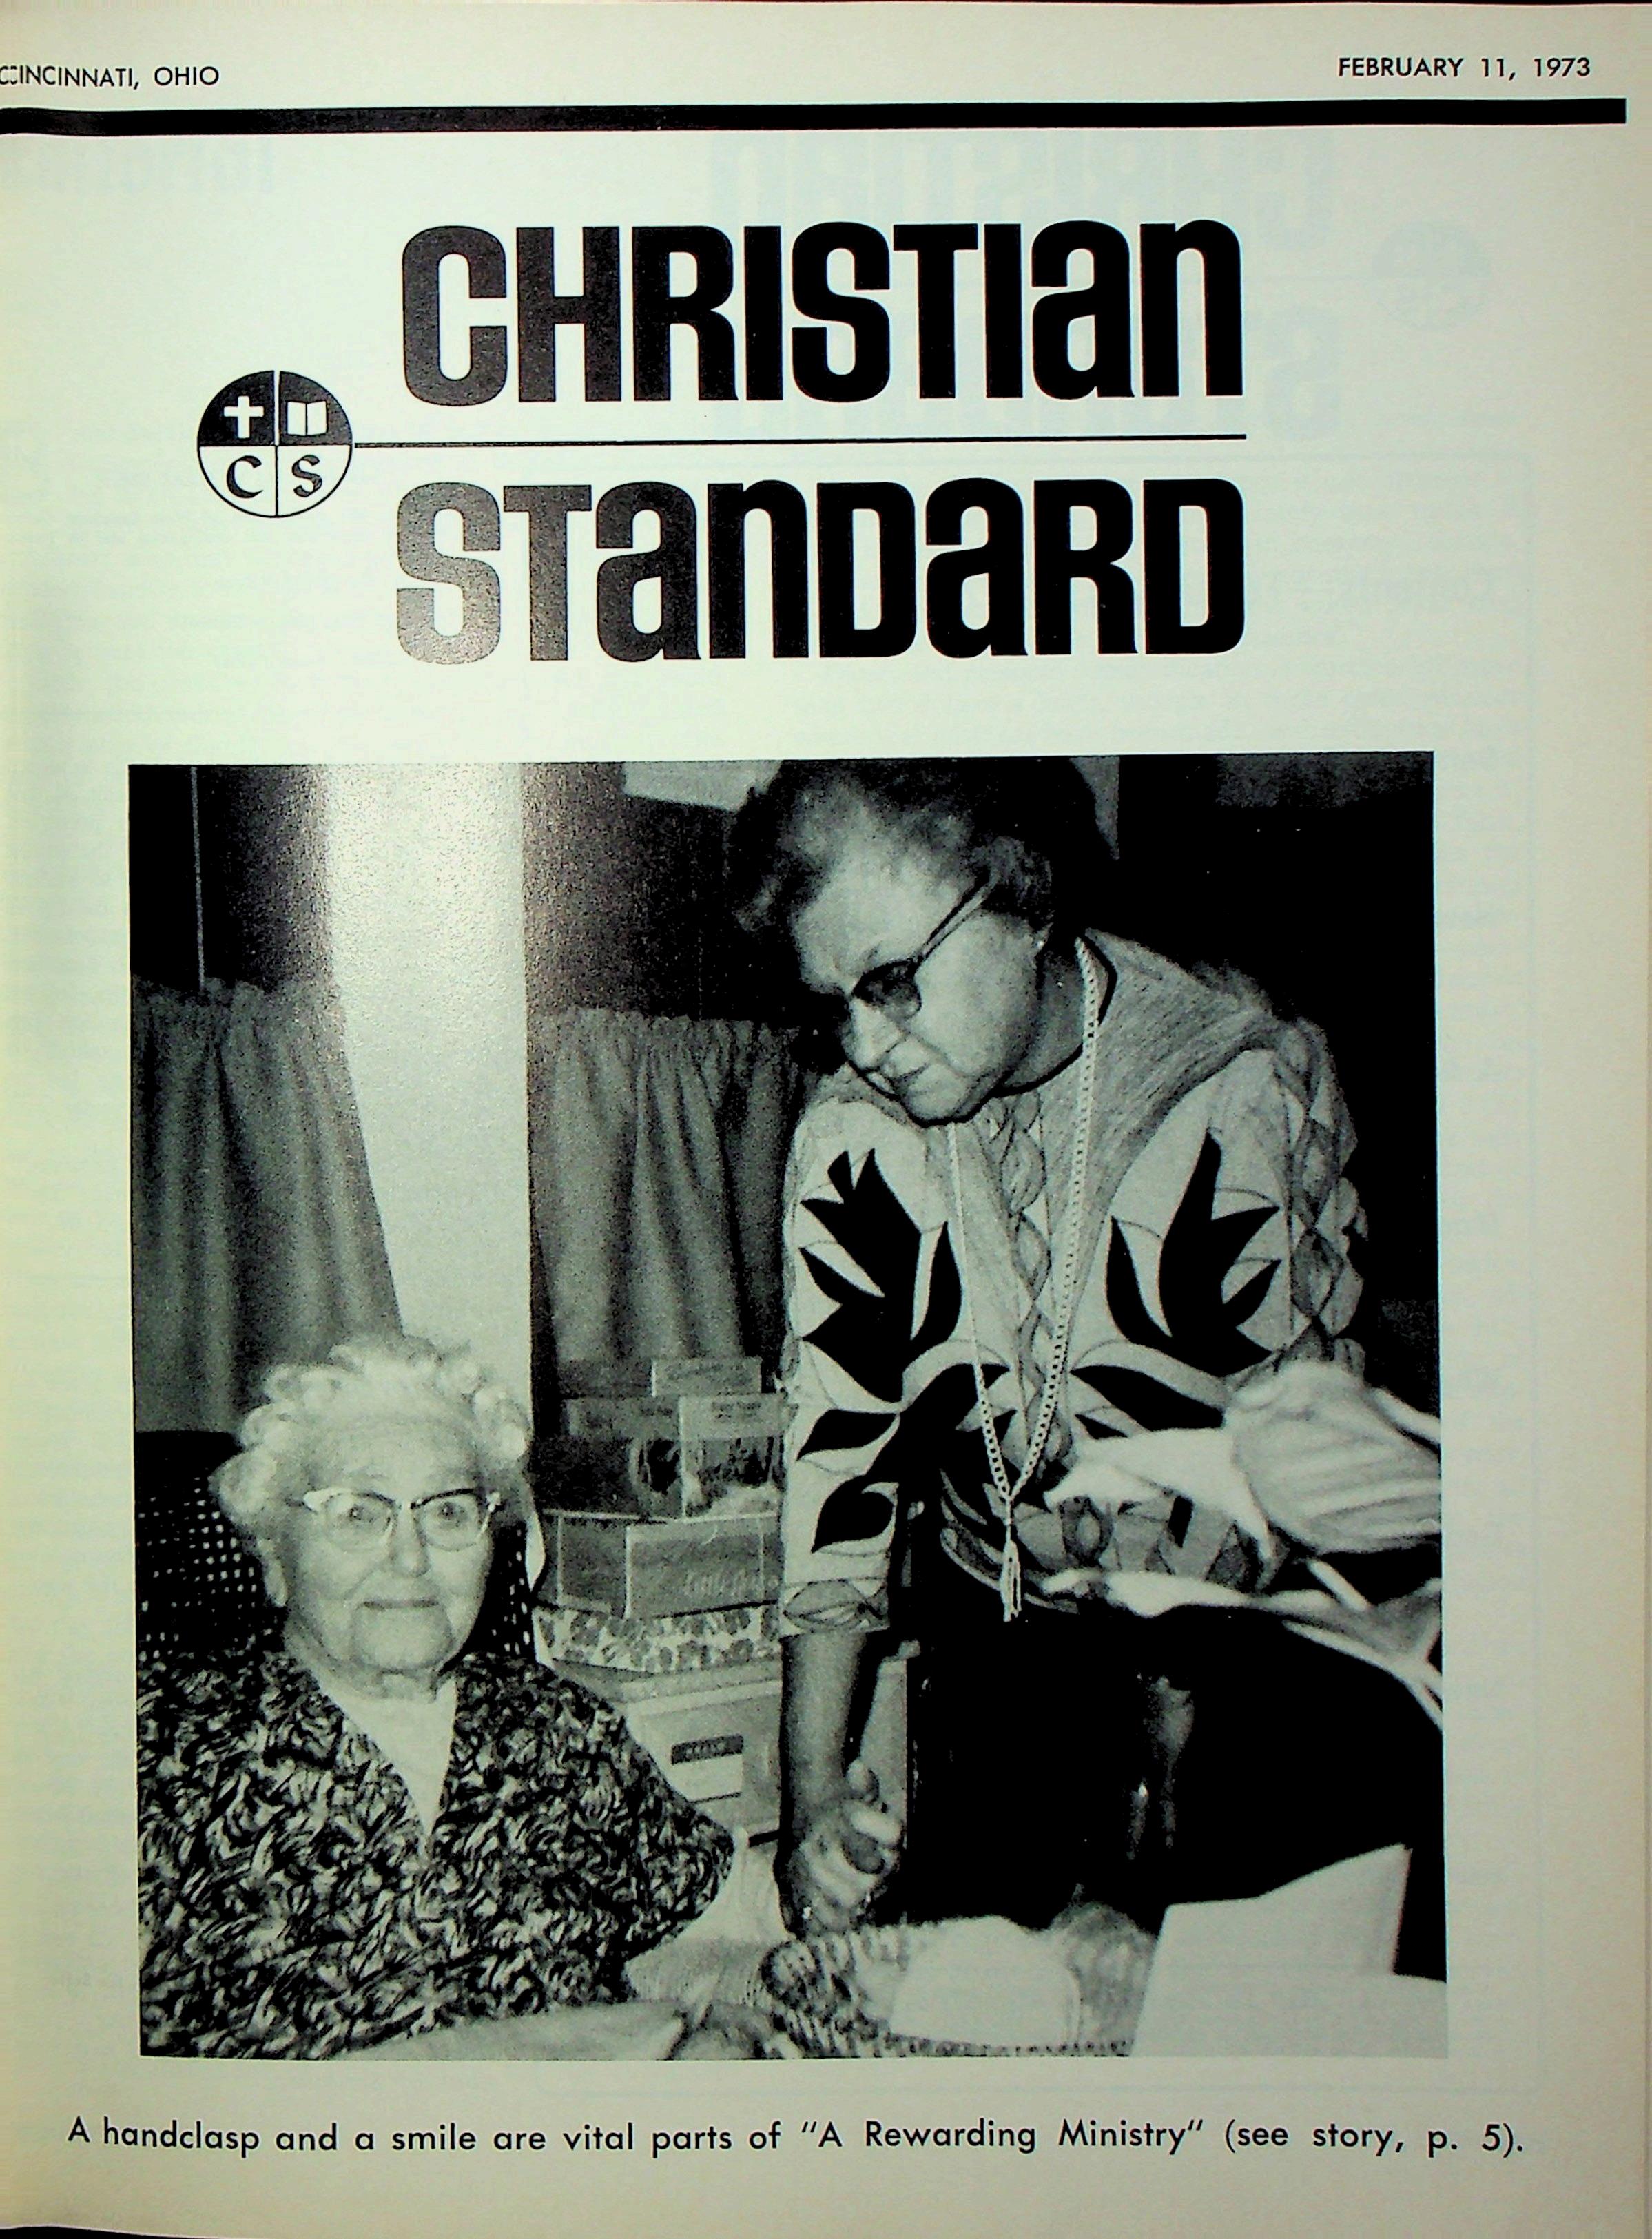 CINCINNATI, OHIO
FEBRUARY 11, 1973
CHRISTIan
C S
STanDaRD
A handclasp and a smile are vital parts of "A Rewarding Ministry" (see story, p. 5).